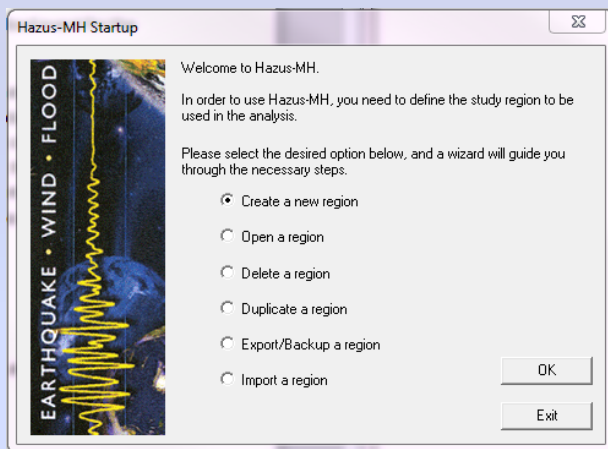 Hazus-MH Startup
EARTHQUAKE • WIND • FLOOD
Welcome to Hazus-MH.
In order to use Hazus-MH, you need to define the study region to be
used in the analysis.
Please select the desired option below, and a wizard will guide you
through the necessary steps.
Create a new region
Open a region
Delete a region
Duplicate a region
Export/Backup a region
Import a region
OK
Exit